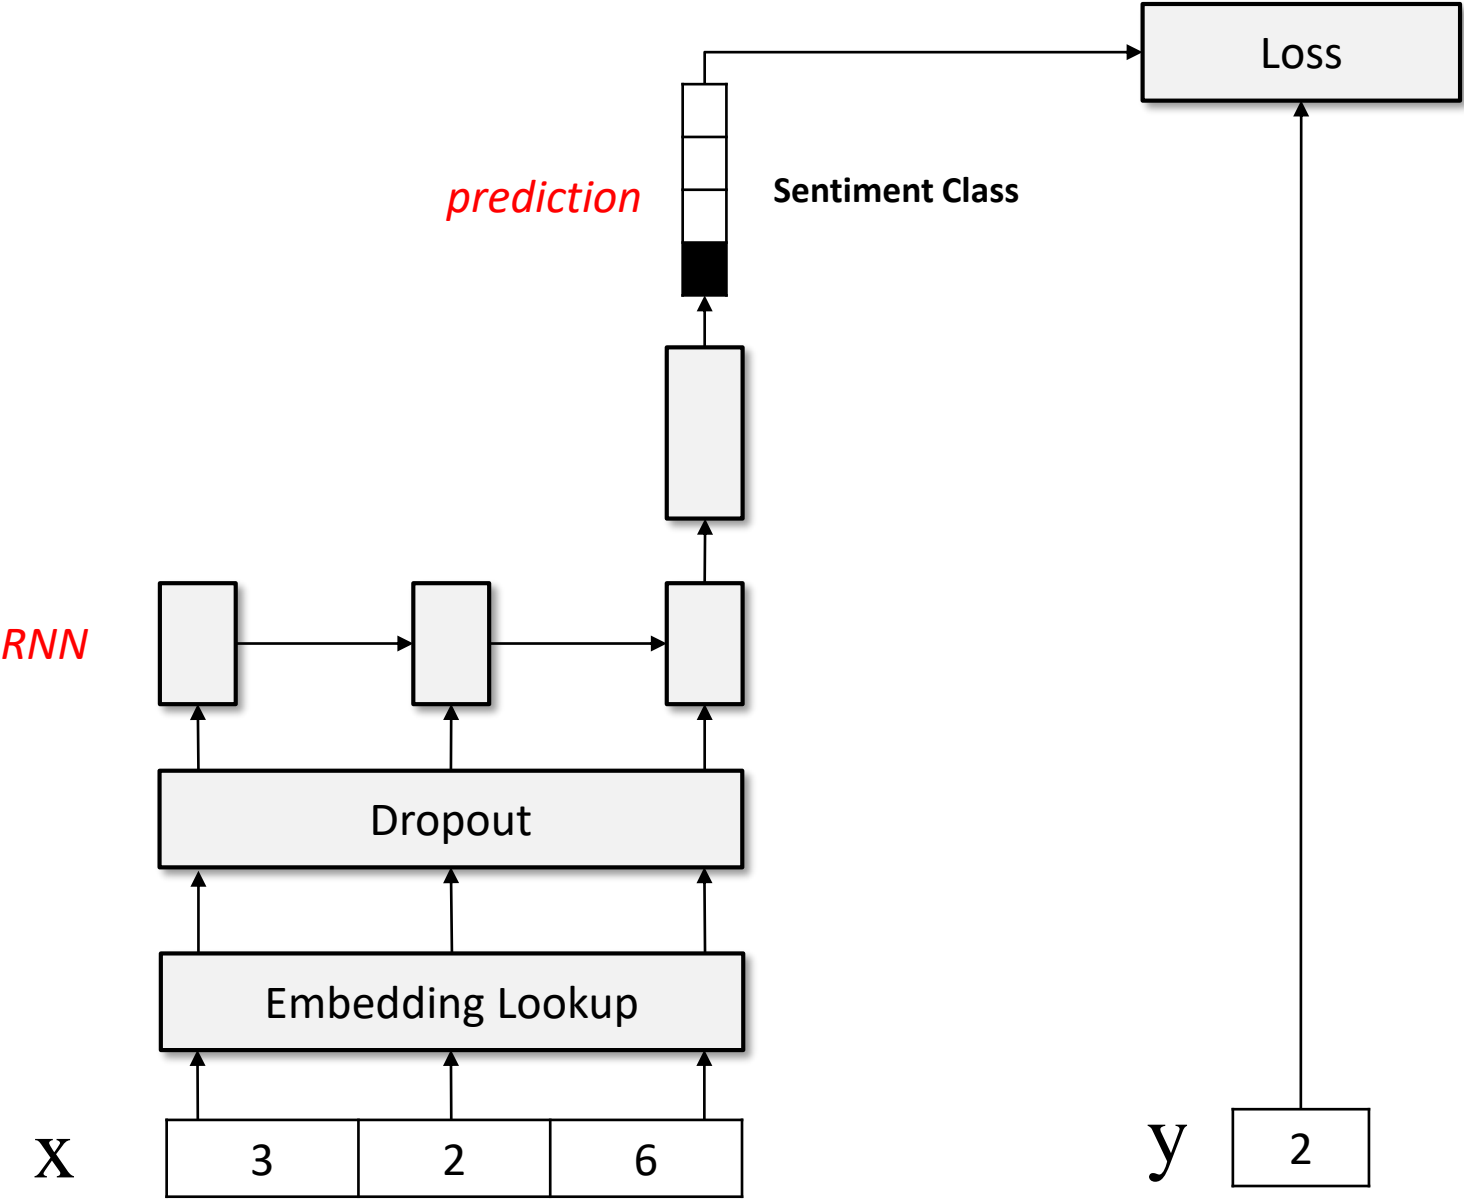 Loss
prediction
Sentiment Class
RNN
Dropout
Embedding Lookup
x 3 2 6
y 2